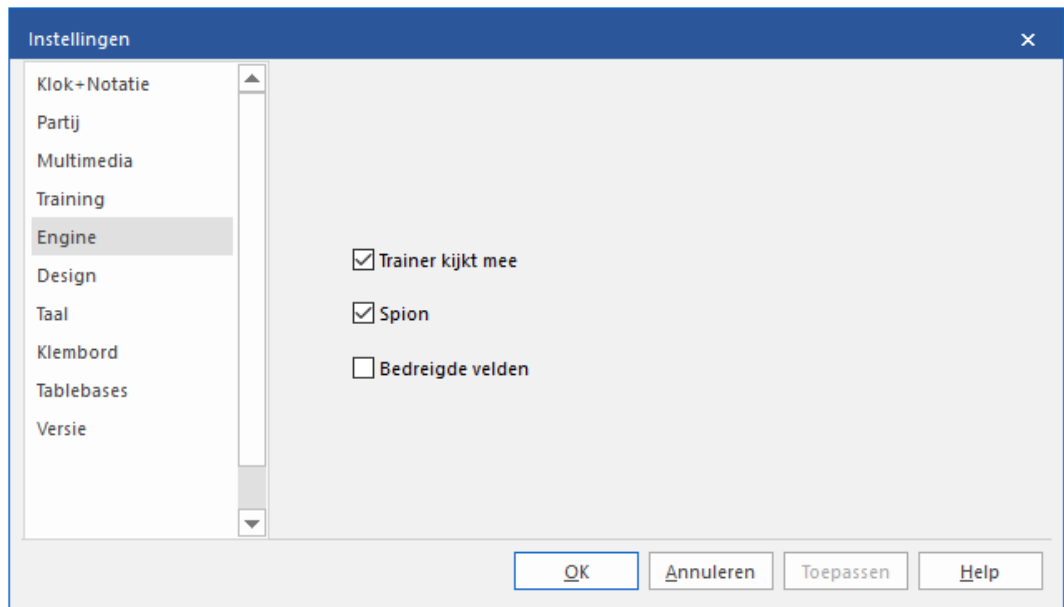 Instellingen
Klok+Notatie
Partij
Multimedia
Training
Engine
Design
Taal
Klembord
Tablebases
Versie
Trainer kijkt mee
Spion
Bedreigde velden
OK
Annuleren
Toepassen
Help